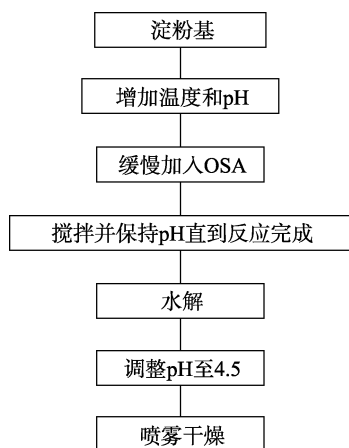 淀粉基
增加温度和pH
缓慢加入OSA
搅拌并保持pH直到反应完成
水解
调整pH至4.5
喷雾干燥